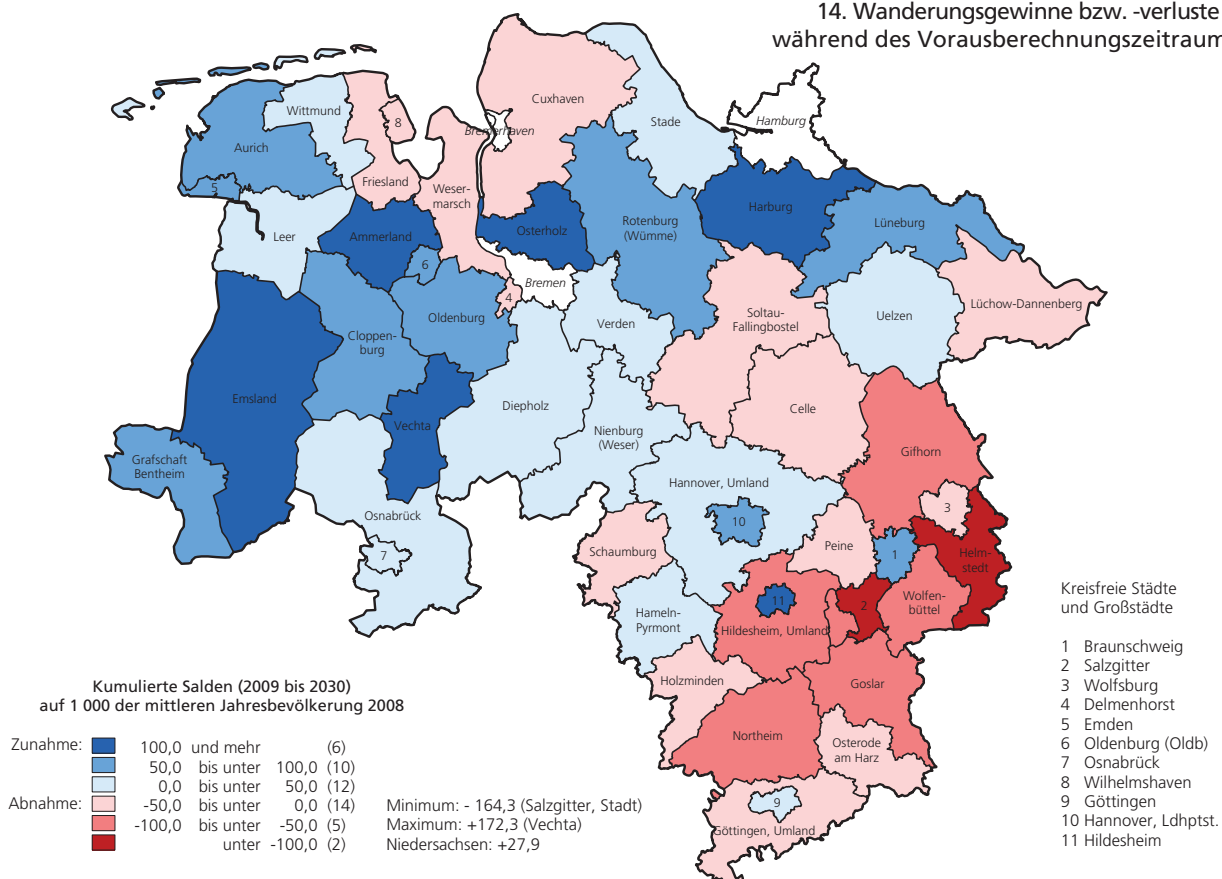 14. Wanderungsgewinne bzw. -verluste
während des Vorausberechnungszeitraum
Hamburg
Cuxhaven
Stade
Wittmund
8
Bremerhaven
Aurich
Friesland
5
Weser-
marsch
Harburg
Lüneburg
Rotenburg
(Wümme)
Osterholz
Leer
Ammerland
6
Bremen
4
Lüchow-Dannenberg
Soltau-
Fallingbostel
Uelzen
Oldenburg
Verden
Cloppen-
burg
Emsland
Diepholz
Celle
Vechta
Nienburg
(Weser)
Gifhorn
Grafschaft
Bentheim
Hannover, Umland
3
Osnabrück
10
7
Schaumburg
Peine
1
Helm-
stedt
Wolfen-
büttel
11
2
Hameln-
Pyrmont
Hildesheim, Umland
Holzminden
Goslar
Northeim
Osterode
am Harz
9
Göttingen, Umland
Kumulierte Salden (2009 bis 2030)
auf 1 000 der mittleren Jahresbevölkerung 2008
Zunahme: 100,0 und mehr (6)
50,0 bis unter 100,0 (10)
0,0 bis unter 50,0 (12)
Abnahme: -50,0 bis unter 0,0 (14)
-100,0 bis unter -50,0 (5)
unter -100,0 (2)
Minimum: - 164,3 (Salzgitter, Stadt)
Maximum: +172,3 (Vechta)
Niedersachsen: +27,9
Kreisfreie Städte
und Großstädte
1 Braunschweig
2 Salzgitter
3 Wolfsburg
4 Delmenhorst
5 Emden
6 Oldenburg (Oldb)
7 Osnabrück
8 Wilhelmshaven
9 Göttingen
10 Hannover, Ldhptst.
11 Hildesheim